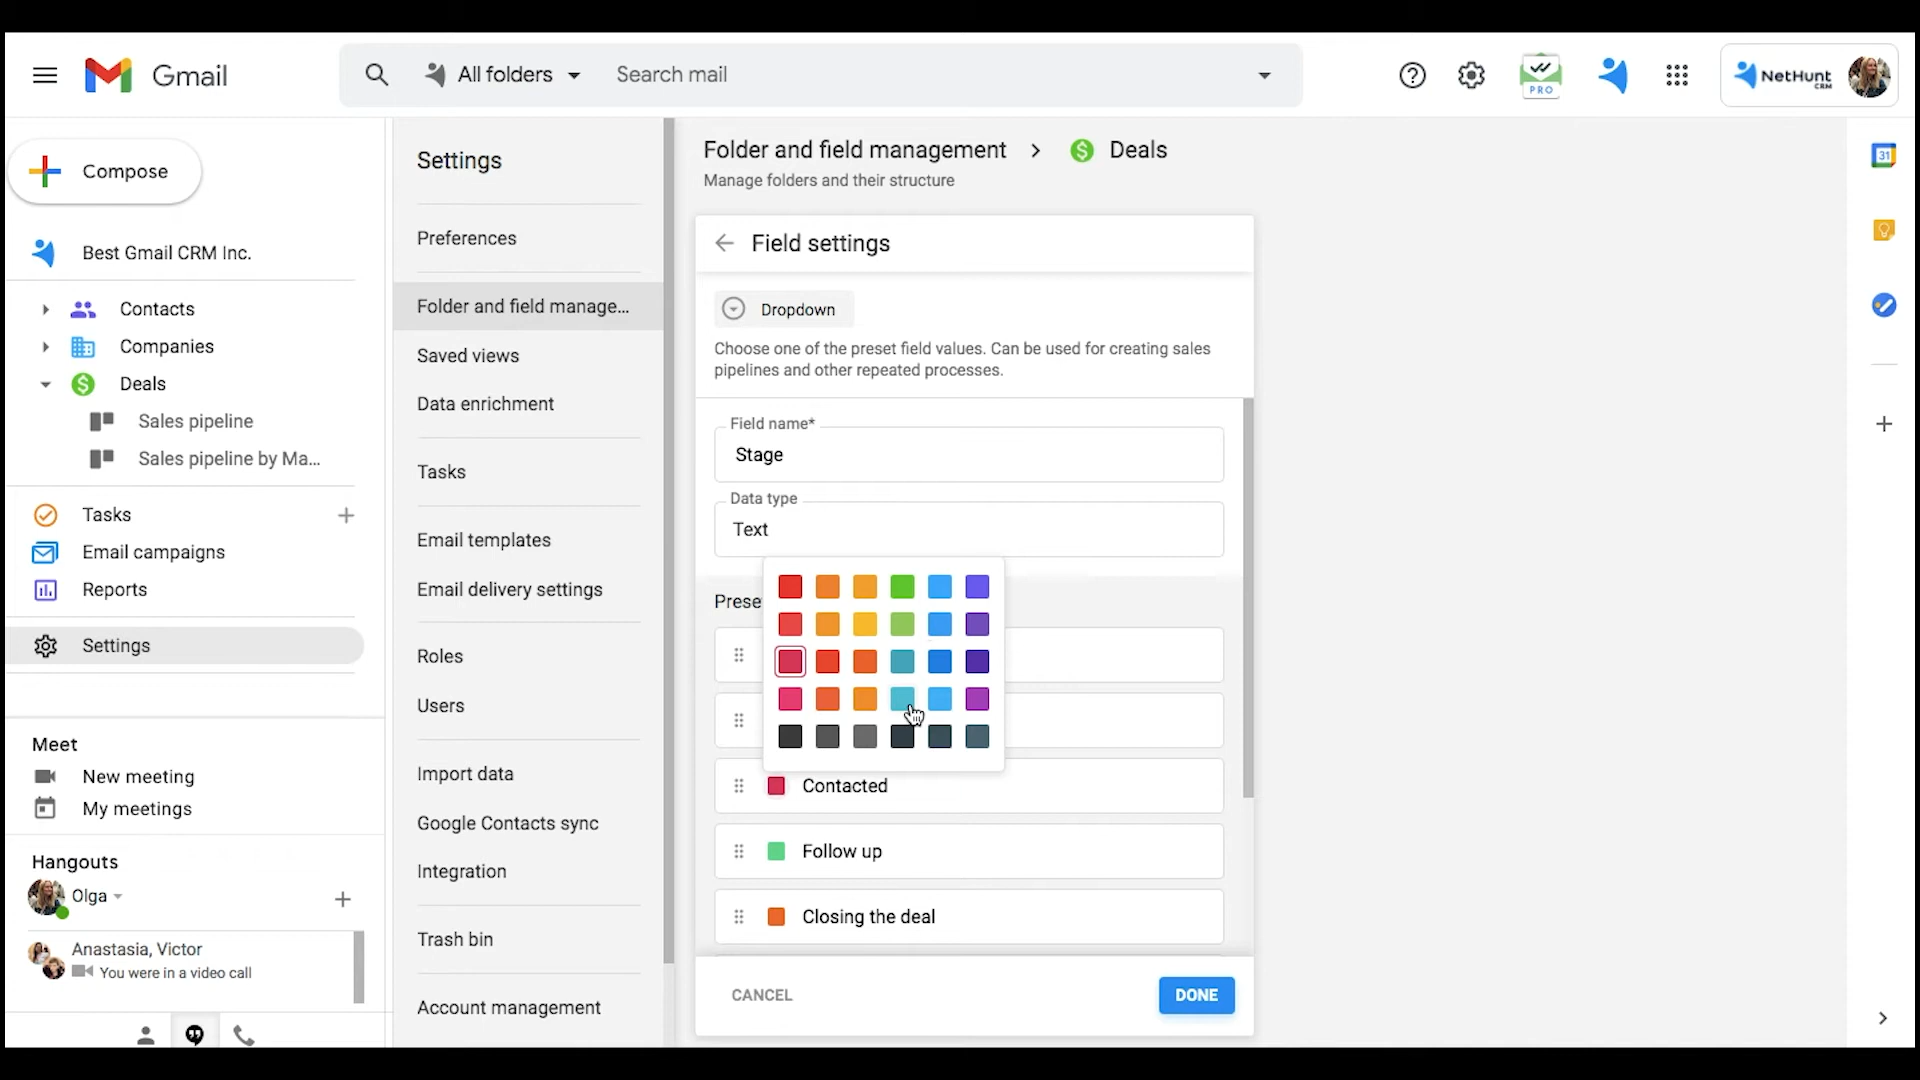 Gmail
All folders
Search mail
PRO
NetHunt
CRM
Compose
Best Gmail CRM Inc.
Contacts
Companies
Deals
Sales pipeline
Sales pipeline by Ma...
Tasks
Email campaigns
Reports
Settings
Meet
New meeting
My meetings
Hangouts
Olga
Anastasia, Victor
You were in a video call
Settings
Preferences
Folder and field manage...
Saved views
Data enrichment
Tasks
Email templates
Email delivery settings
Roles
Users
Import data
Google Contacts sync
Integration
Trash bin
Account management
Folder and field management
Deals
Manage folders and their structure
Field settings
Dropdown
Choose one of the preset field values. Can be used for creating sales
pipelines and other repeated processes.
Field name*
Stage
Data type
Text
Prese
Contacted
Follow up
Closing the deal
CANCEL
DONE
31